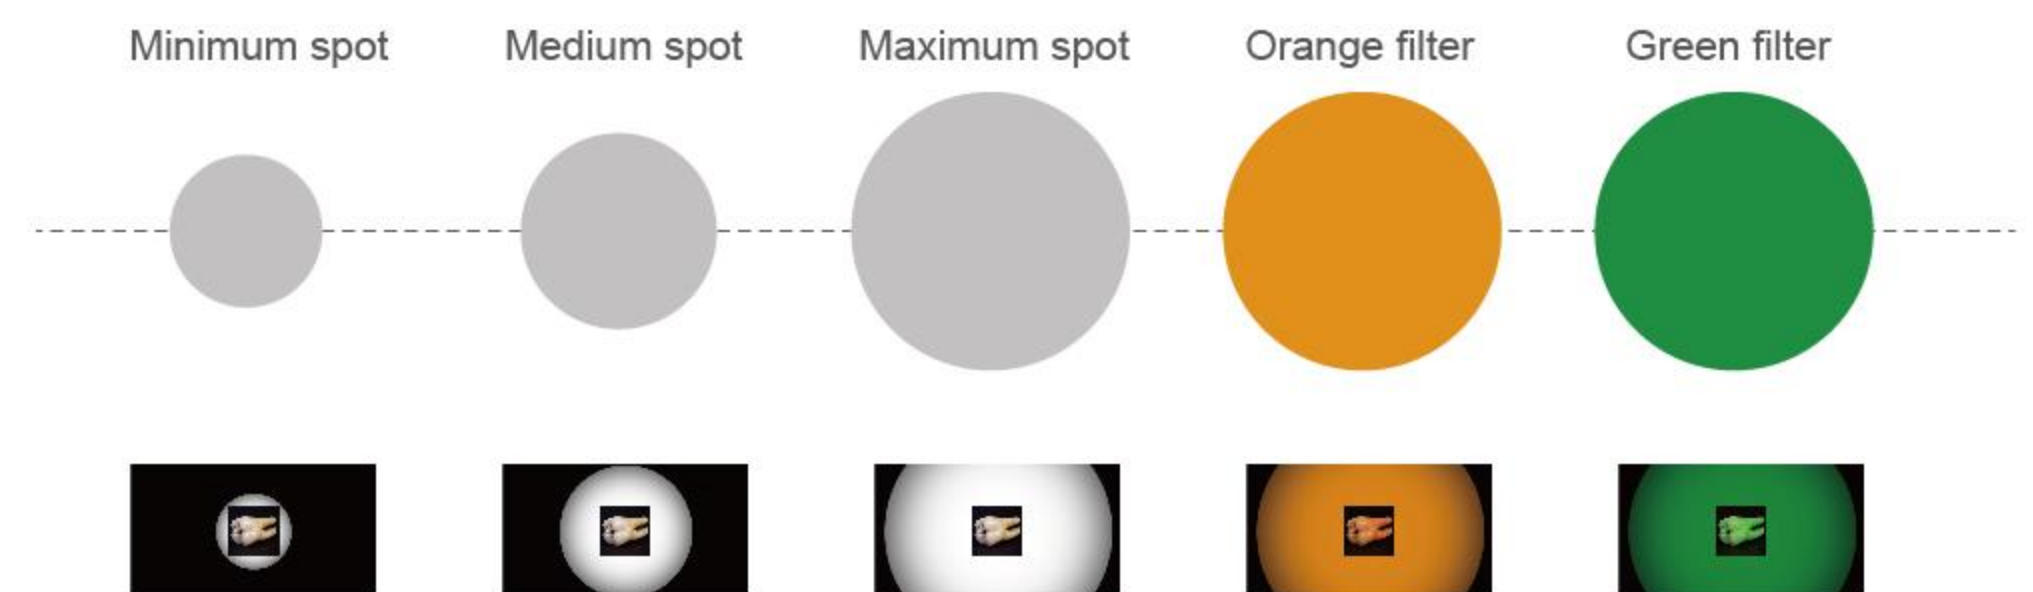 Minimum spot
Medium spot
Maximum spot
Orange filter
Green filter